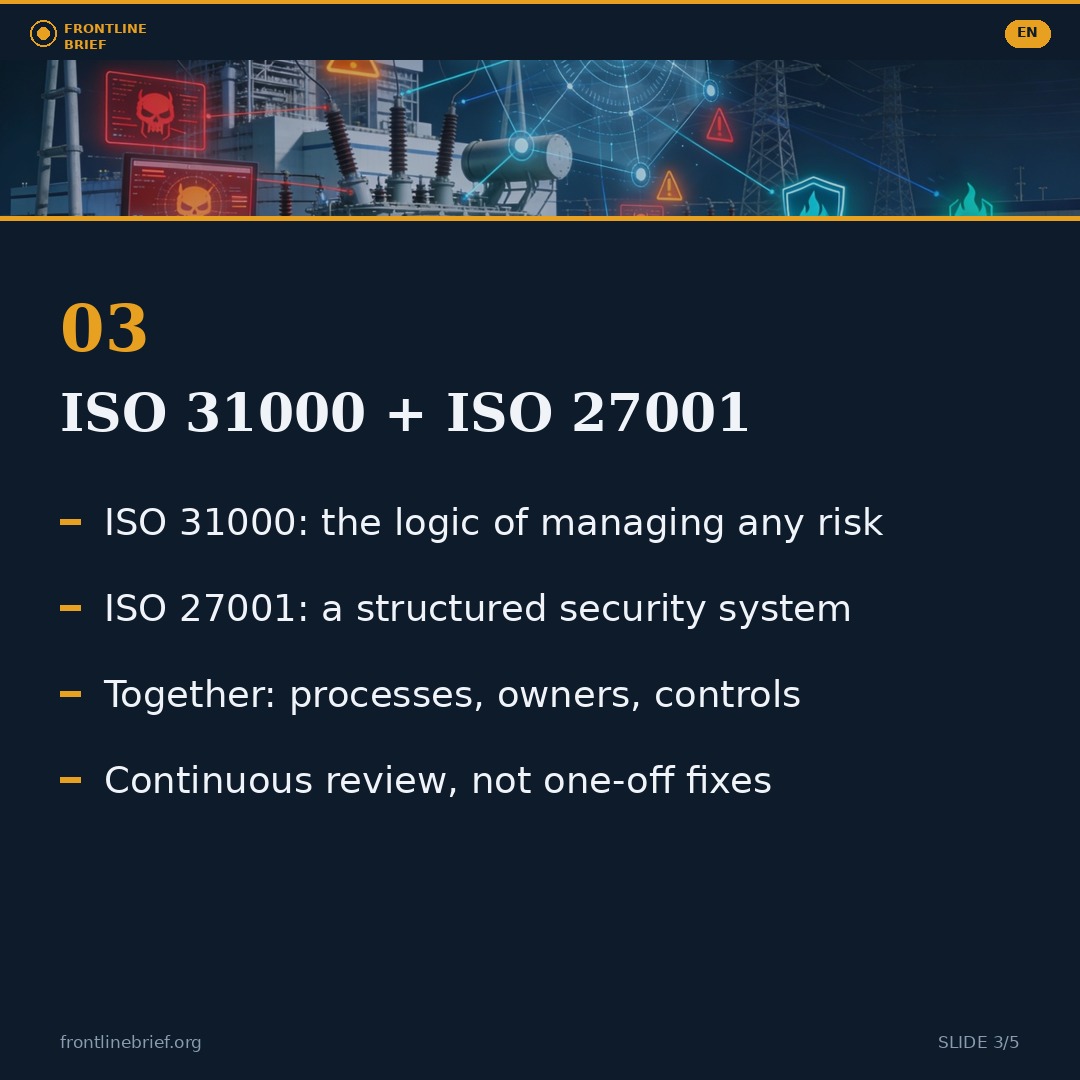 FRONTLINE
BRIEF
EN
03
ISO 31000 + ISO 27001
– ISO 31000: the logic of managing any risk
– ISO 27001: a structured security system
– Together: processes, owners, controls
– Continuous review, not one-off fixes
frontlinebrief.org
SLIDE 3/5